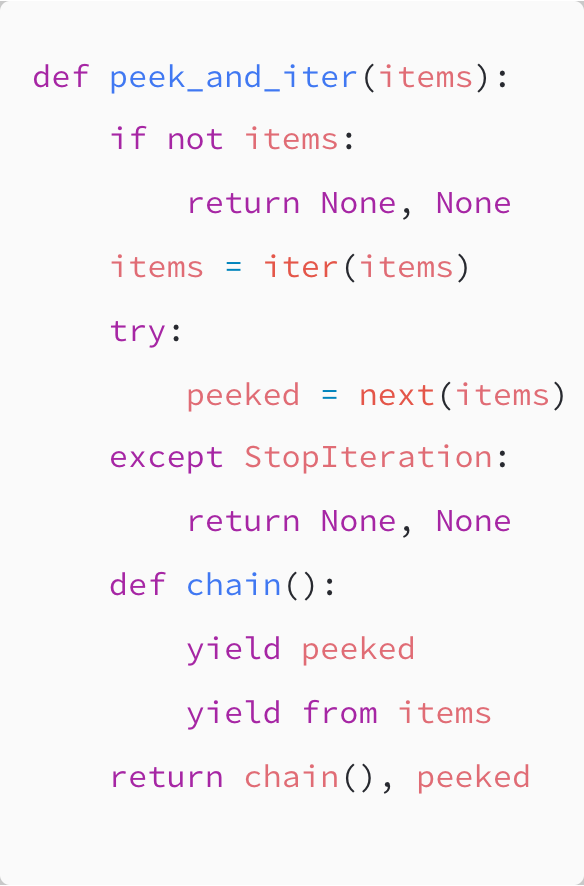 def peek_and_iter(items):
    if not items:
        return None, None
    items = iter(items)
    try:
        peeked = next(items)
    except StopIteration:
        return None, None
    def chain():
        yield peeked
        yield from items
    return chain(), peeked